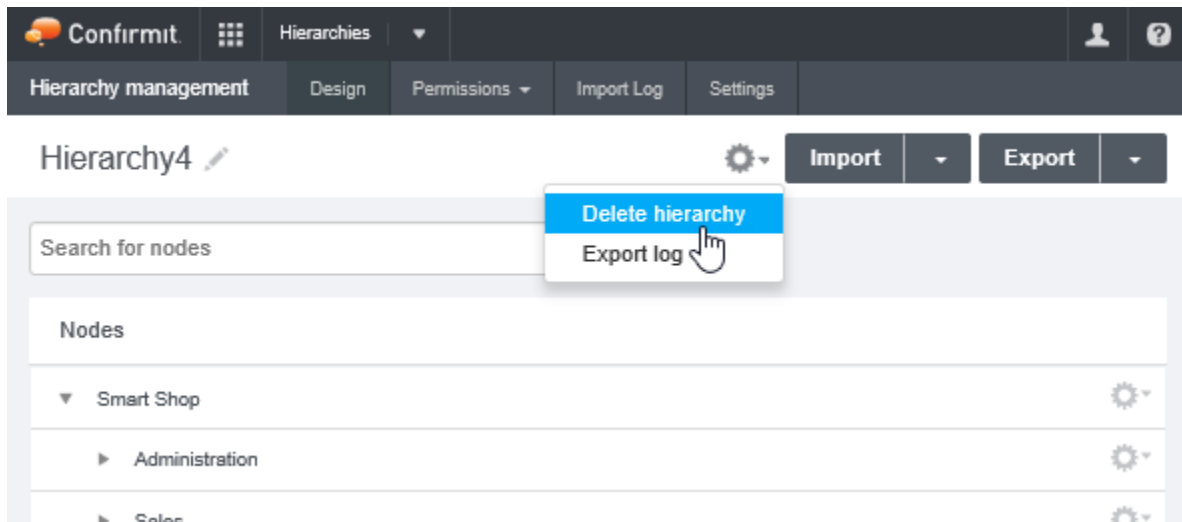 Confirmit. Hierarchies
Hierarchy management Design Permissions Import Log Settings
Hierarchy4 Import Export
Delete hierarchy
Search for nodes
Export log
Nodes
Smart Shop
Administration
Sales